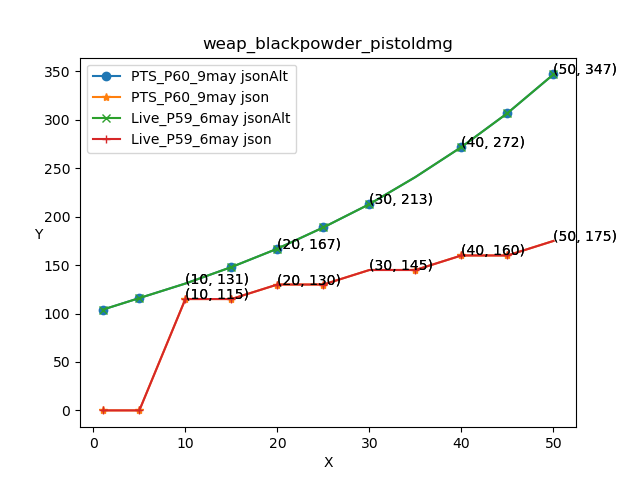 weap_blackpowder_pistoldmg
PTS_P60_9may jsonAlt
PTS_P60_9may json
Live_P59_6may jsonAlt
Live_P59_6may json
350
300
250
200
150
100
50
0
Y
(50, 347)
(40, 272)
(30, 213)
(20, 167)
(10, 131)
(10, 115)
(20, 130)
(30, 145)
(40, 160)
(50, 175)
0 10 20 30 40 50
X